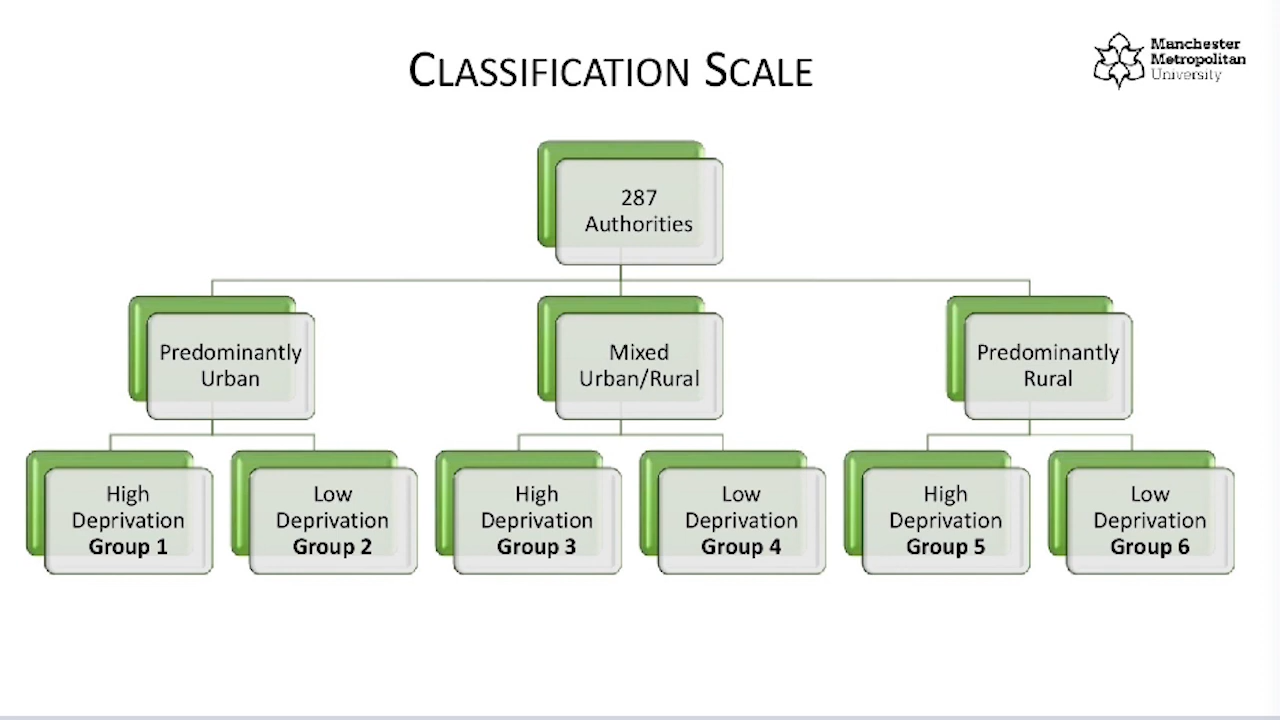 CLASSIFICATION SCALE
Manchester
Metropolitan
University
287
Authorities
Predominantly
Urban
Mixed
Urban/Rural
Predominantly
Rural
High
Deprivation
Group 1
Low
Deprivation
Group 2
High
Deprivation
Group 3
Low
Deprivation
Group 4
High
Deprivation
Group 5
Low
Deprivation
Group 6